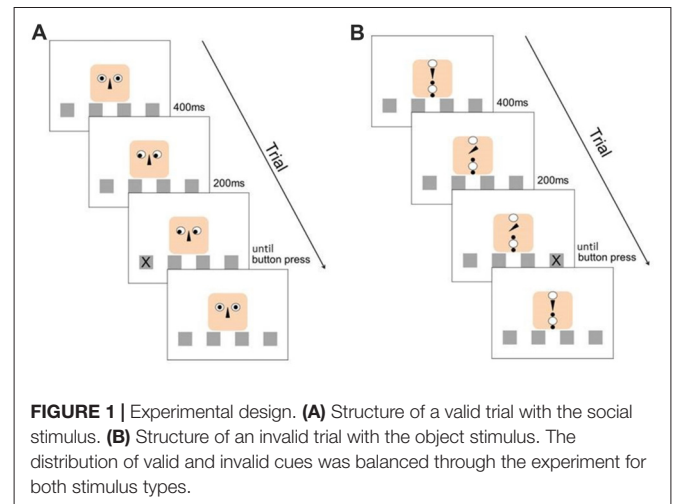 A
400ms
200ms
X
until
button press
Trial
B
400ms
200ms
X
until
button press
Trial
FIGURE 1 | Experimental design. (A) Structure of a valid trial with the social
stimulus. (B) Structure of an invalid trial with the object stimulus. The
distribution of valid and invalid cues was balanced through the experiment for
both stimulus types.